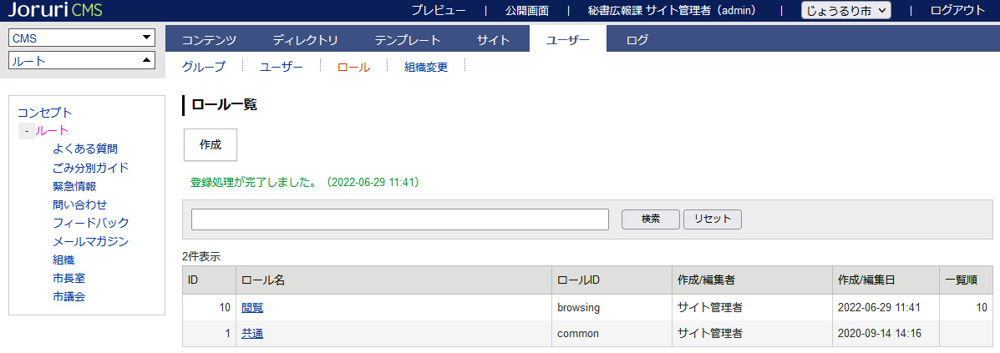 Joruri CMS プレビュー | 公開画面 | 秘書広報課 サイト管理者（admin） | じょうるり市 | ログアウト
CMS
ルート
コンテンツ ディレクトリ テンプレート サイト ユーザー ログ
グループ ユーザー ロール 組織変更
コンセプト
- ルート
よくある質問
ごみ分別ガイド
緊急情報
問い合わせ
フィードバック
メールマガジン
組織
市長室
市議会
ロール一覧
作成
登録処理が完了しました。（2022-06-29 11:41）
検索 リセット
2件表示
ID ロール名 ロールID 作成/編集者 作成/編集日 一覧順
10 閲覧 browsing サイト管理者 2022-06-29 11:41 10
1 共通 common サイト管理者 2020-09-14 14:16